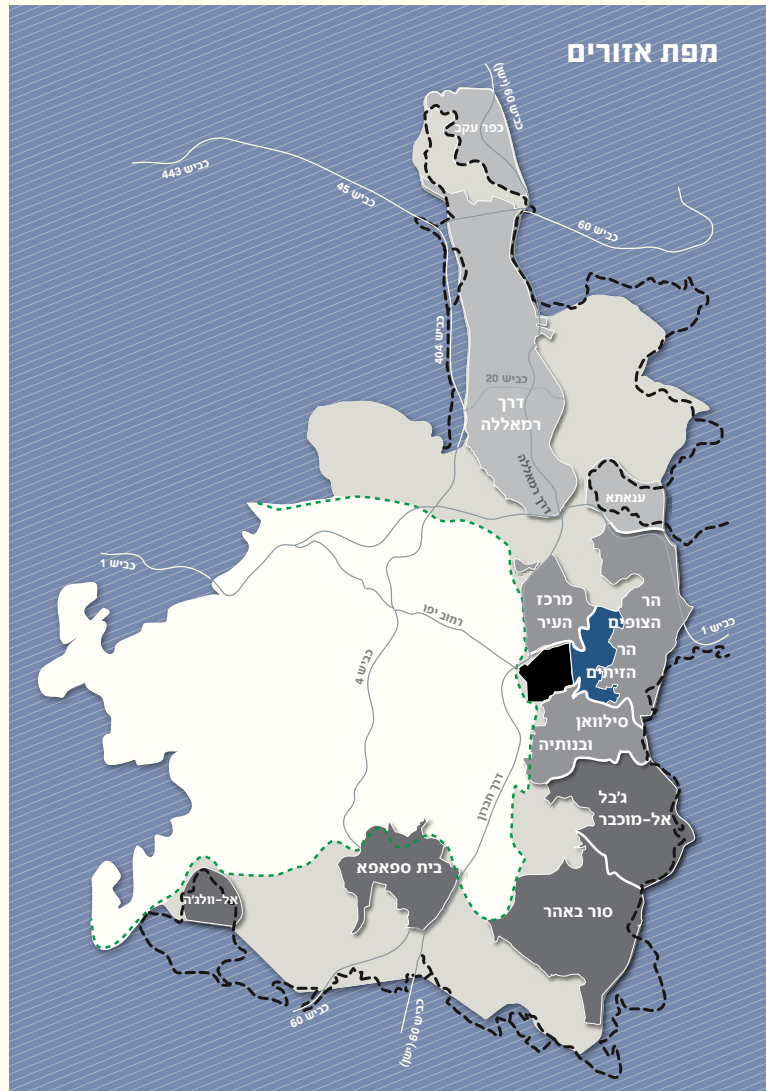 מפת אזורים
כביש 60 (ישן)
כפר עקב
כביש 443
כביש 45
כביש 60
כביש 404
כביש 20
דרך
רמאללה
דרך רמאללה
ענאתא
כביש 1
מרכז
העיר
הר
הצופים
כביש 1
רחוב יפו
הר
הזיתים
כביש 4
סילוואן
ובנותיה
דרך חברון
ג'בל
אל-מוכבר
בית ספאפא
אל-וולג'ה
סור באהר
כביש 60
כביש 60 (ישן)